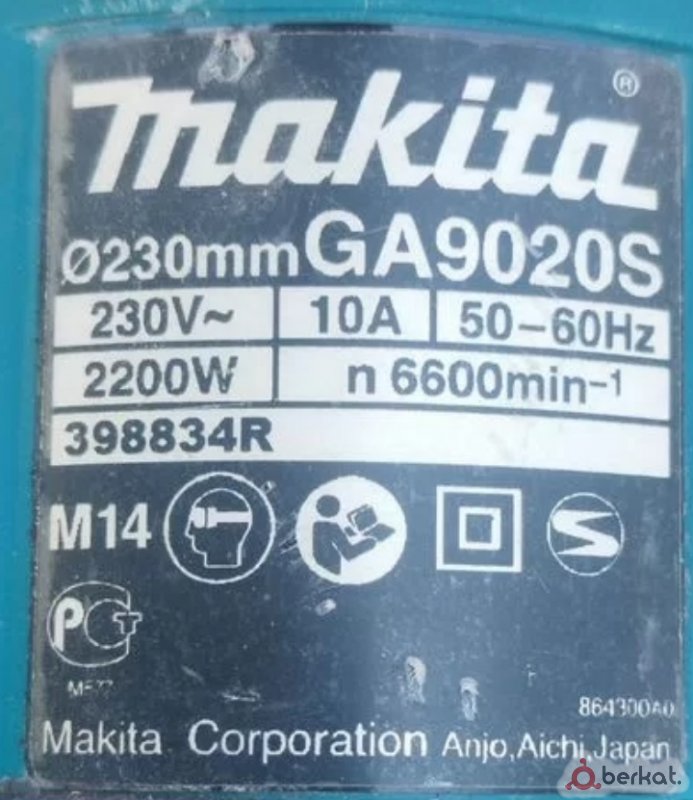 makita®
Ø230mm GA9020S
230V~ 10A 50-60Hz
2200W n 6600min-1
398834R
M14
PCT
864300A0
Makita Corporation Anjo,Aichi,Japan
berkat.